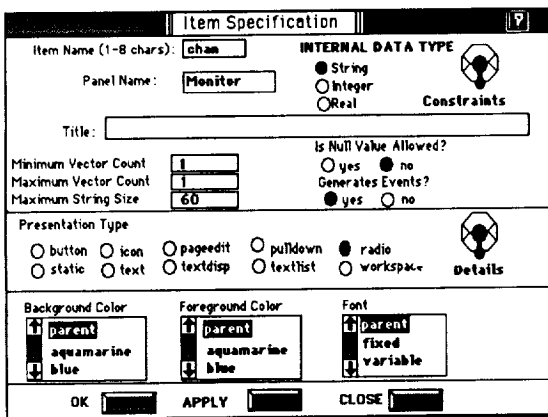 Item Specification ?
Item Name (1-8 chars): chan
INTERNAL DATA TYPE
String
Integer
Real
Constraints
Panel Name: Monitor
Title:
Is Null Value Allowed?
yes no
Minimum Vector Count 1
Maximum Vector Count 1
Maximum String Size 60
Generates Events?
yes no
Presentation Type
button icon pageedit pulldown radio
static text textdisp textlist workspace
Details
Background Color
parent
aquamarine
blue
Foreground Color
parent
aquamarine
blue
Font
parent
fixed
variable
OK APPLY CLOSE